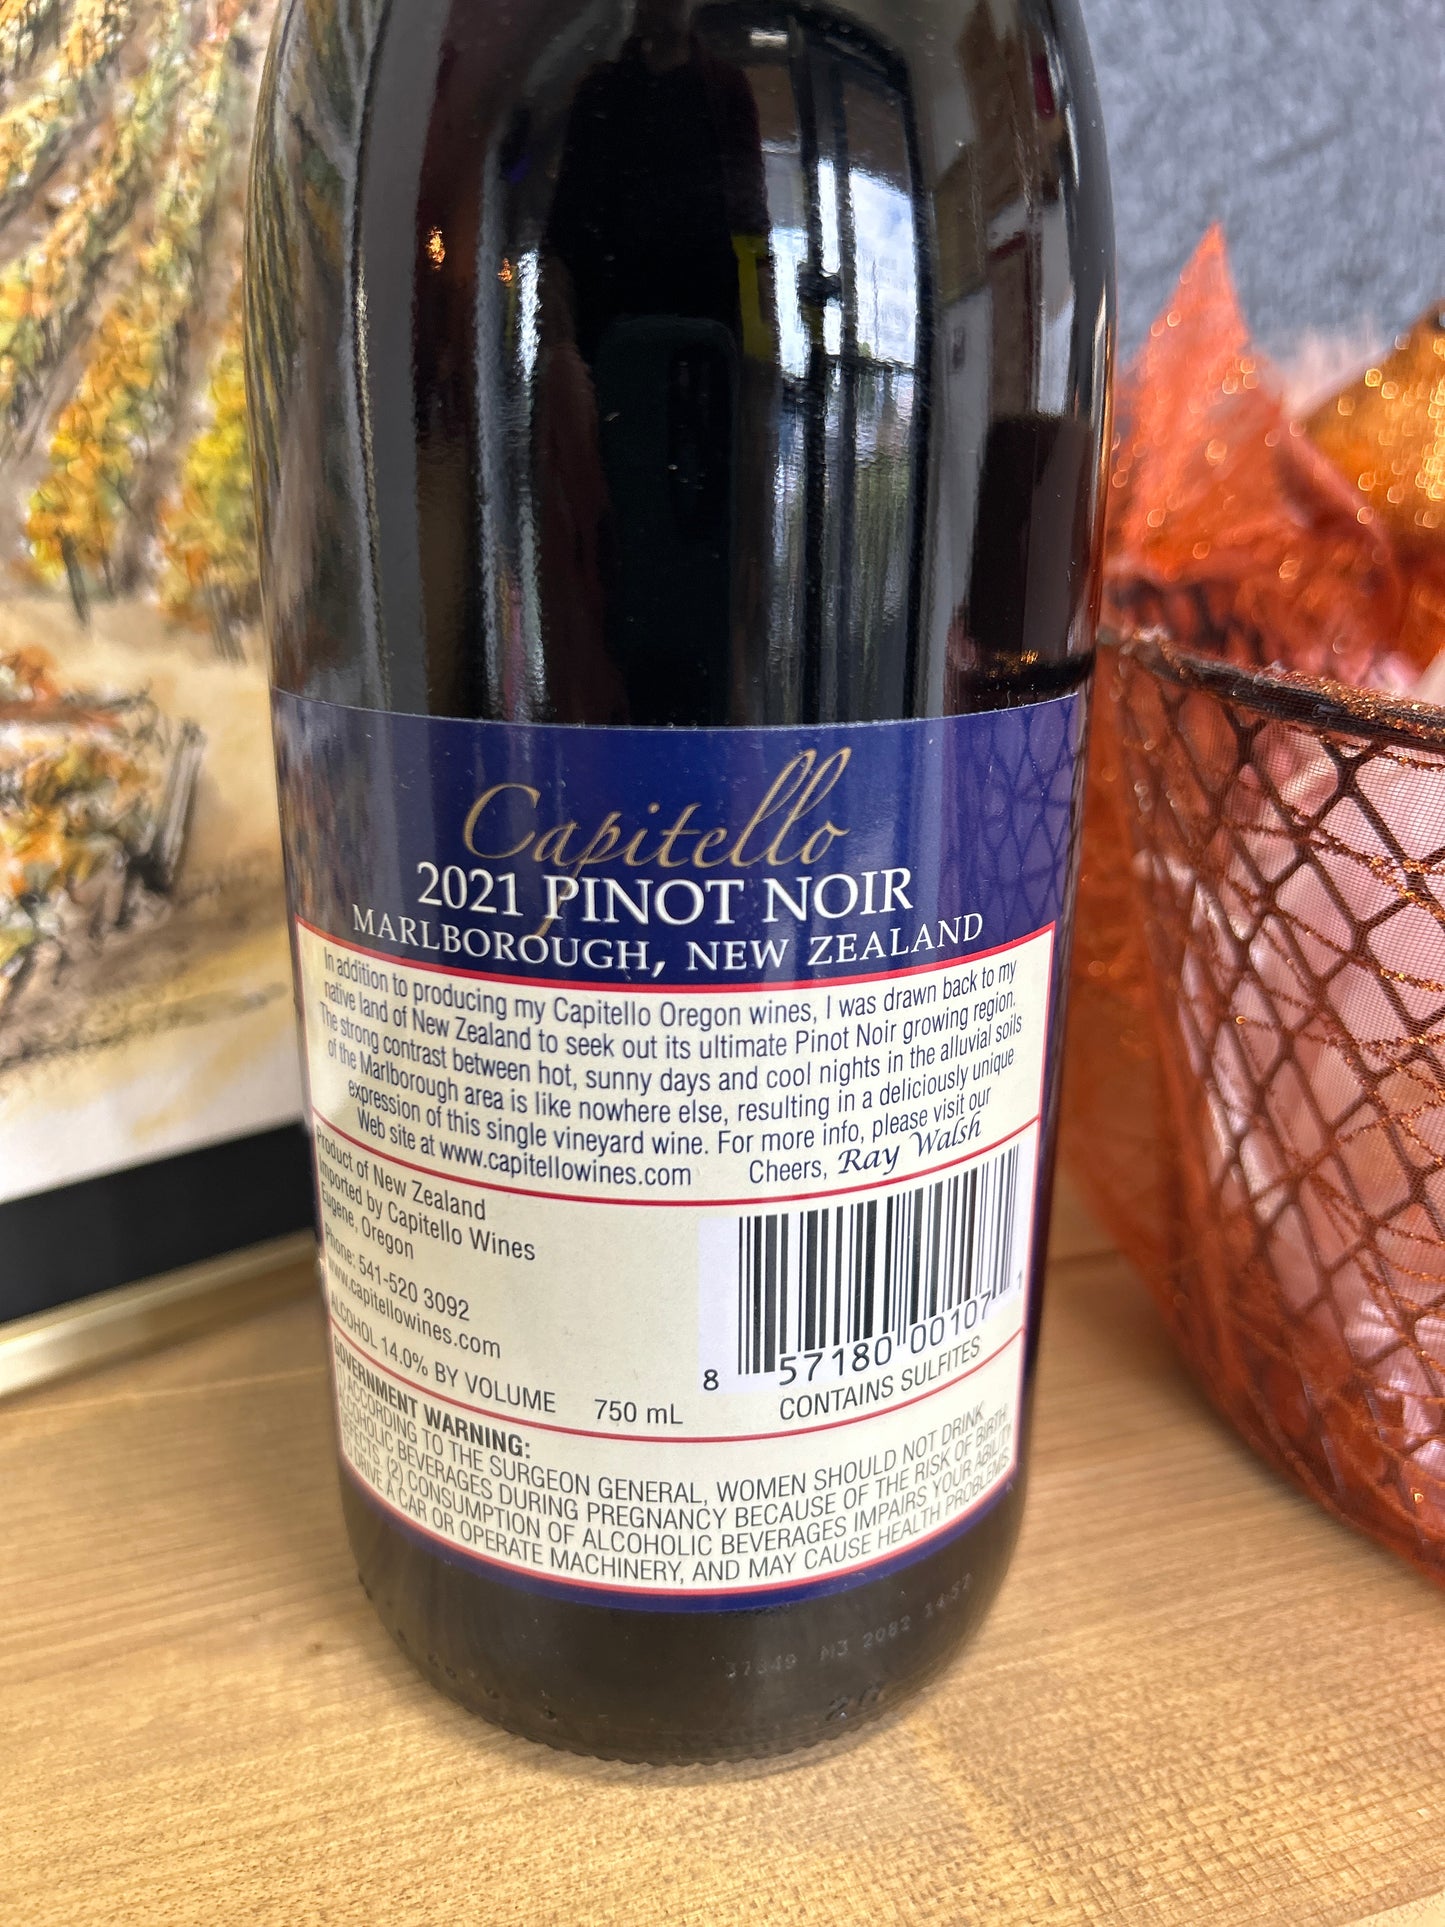 Capitello
2021 PINOT NOIR
MARLBOROUGH, NEW ZEALAND
In addition to producing my Capitello Oregon wines, I was drawn back to my
native land of New Zealand to seek out its ultimate Pinot Noir growing region.
The strong contrast between hot, sunny days and cool nights in the alluvial soils
of the Marlborough area is like nowhere else, resulting in a deliciously unique
expression of this single vineyard wine. For more info, please visit our
Web site at www.capitellowines.com Cheers, Ray Walsh
Product of New Zealand
Imported by Capitello Wines
Eugene, Oregon
Phone: 541-520 3092
www.capitellowines.com
ALCOHOL 14.0% BY VOLUME 750 mL
8 57180 00107 1
CONTAINS SULFITES
GOVERNMENT WARNING:
ACCORDING TO THE SURGEON GENERAL, WOMEN SHOULD NOT DRINK
ALCOHOLIC BEVERAGES DURING PREGNANCY BECAUSE OF THE RISK OF BIRTH
DEFECTS. (2) CONSUMPTION OF ALCOHOLIC BEVERAGES IMPAIRS YOUR ABILITY
DRIVE A CAR OR OPERATE MACHINERY, AND MAY CAUSE HEALTH PROBLEMS